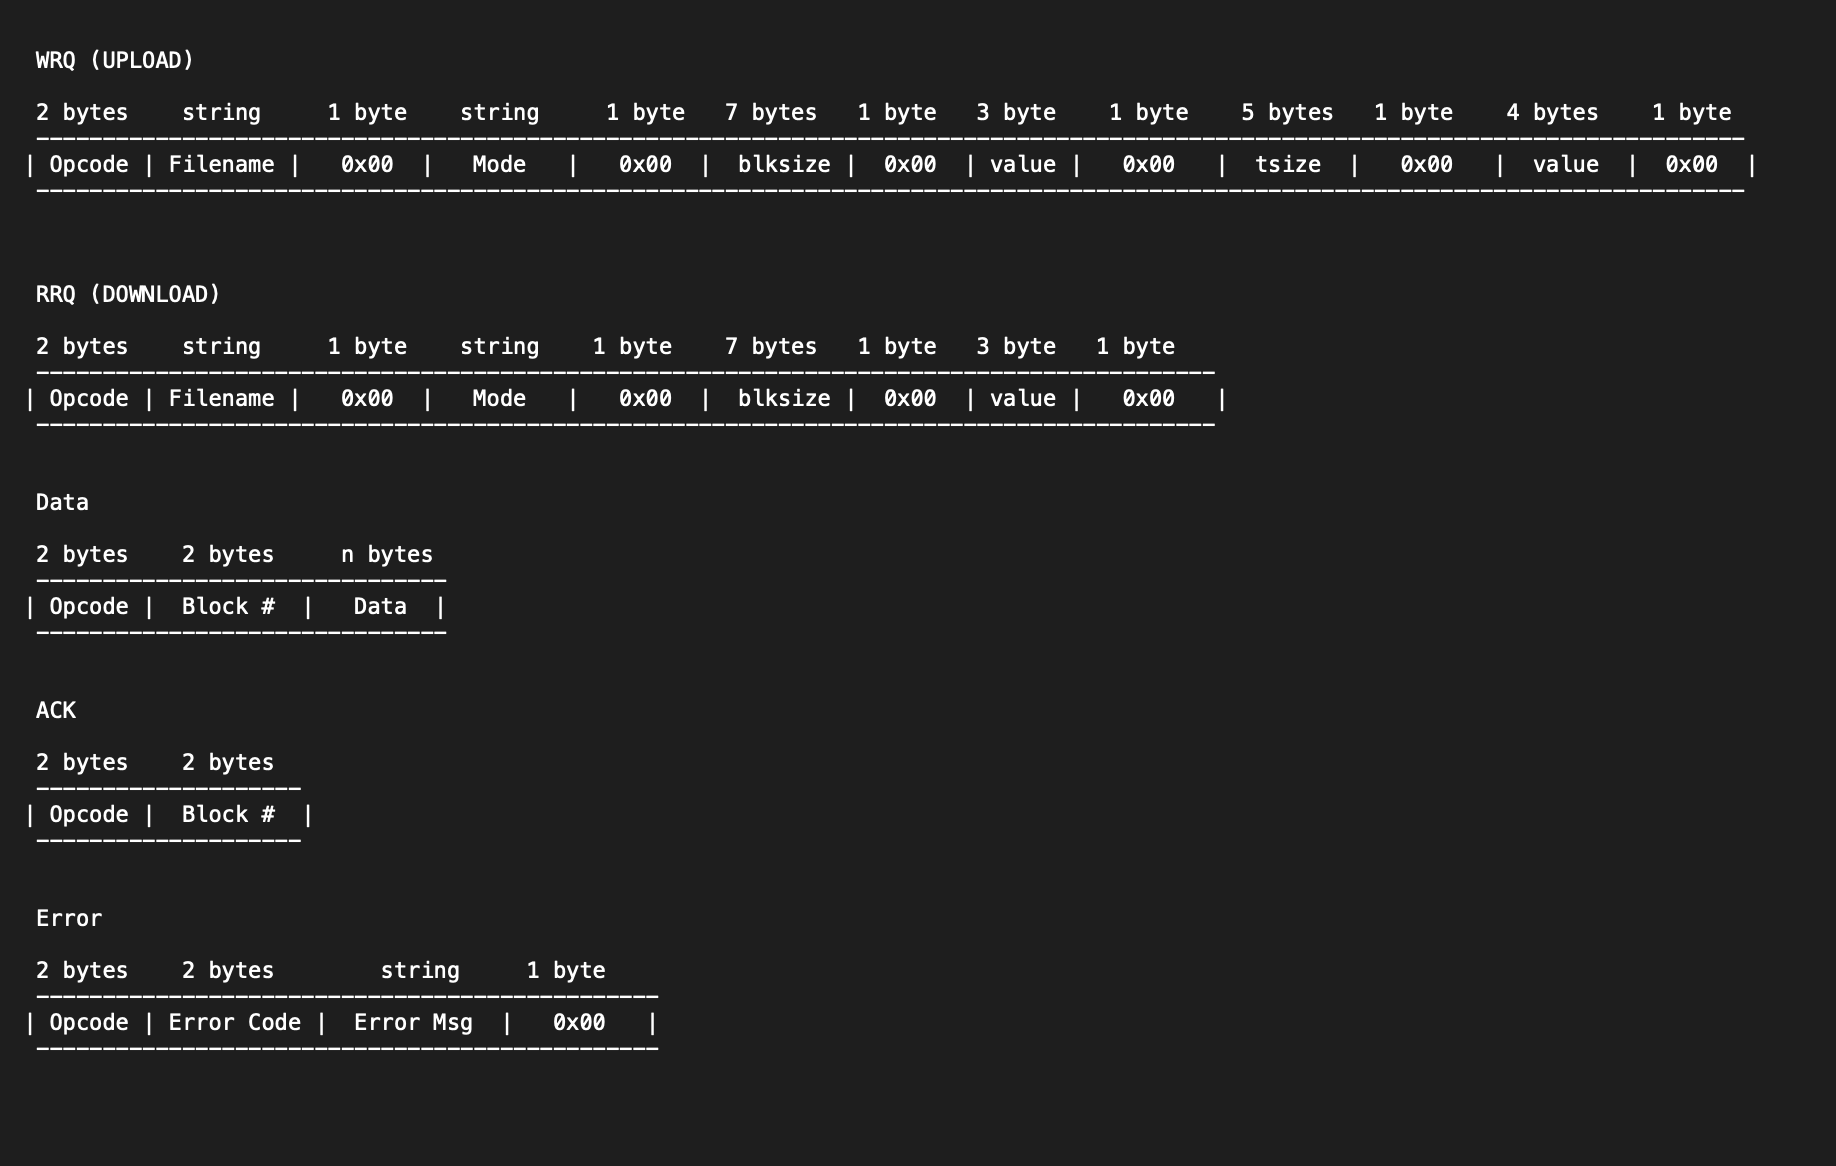 WRQ (UPLOAD)
2 bytes    string     1 byte    string     1 byte   7 bytes   1 byte   3 byte    1 byte    5 bytes   1 byte    4 bytes    1 byte
| Opcode | Filename |   0x00  |   Mode   |   0x00  |  blksize |  0x00  | value |   0x00   |  tsize  |   0x00   |  value  |  0x00  |
RRQ (DOWNLOAD)
2 bytes    string     1 byte    string    1 byte    7 bytes   1 byte   3 byte   1 byte
| Opcode | Filename |   0x00  |   Mode   |   0x00  |  blksize |  0x00  | value |   0x00   |
Data
2 bytes    2 bytes     n bytes
| Opcode |  Block #  |   Data  |
ACK
2 bytes    2 bytes
| Opcode |  Block #  |
Error
2 bytes    2 bytes        string     1 byte
| Opcode | Error Code |  Error Msg  |   0x00   |